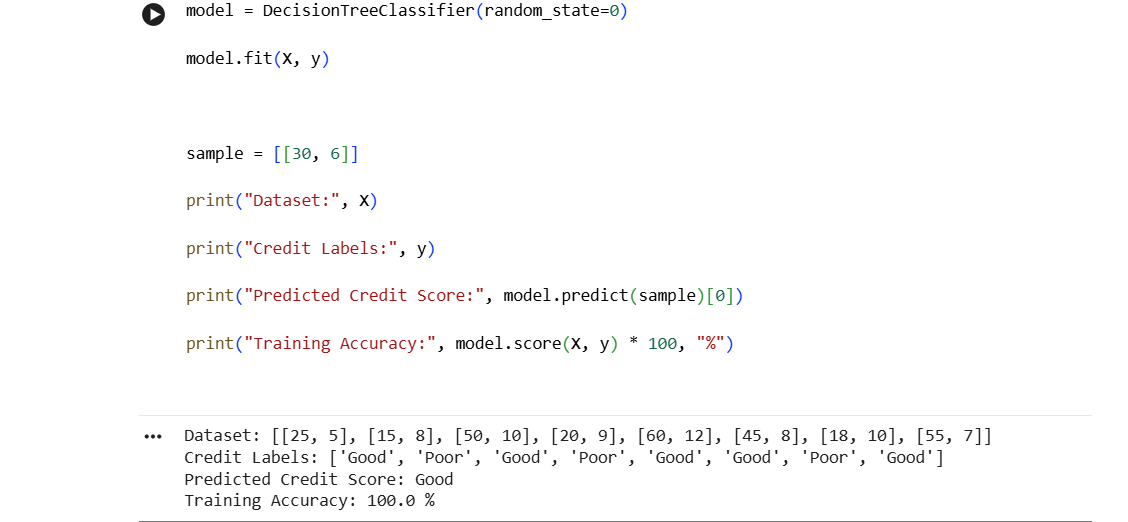 model = DecisionTreeClassifier(random_state=0)
model.fit(X, y)
sample = [[30, 6]]
print("Dataset:", X)
print("Credit Labels:", y)
print("Predicted Credit Score:", model.predict(sample)[0])
print("Training Accuracy:", model.score(X, y) * 100, "%")
Dataset: [[25, 5], [15, 8], [50, 10], [20, 9], [60, 12], [45, 8], [18, 10], [55, 7]]
Credit Labels: ['Good', 'Poor', 'Good', 'Poor', 'Good', 'Good', 'Poor', 'Good']
Predicted Credit Score: Good
Training Accuracy: 100.0 %